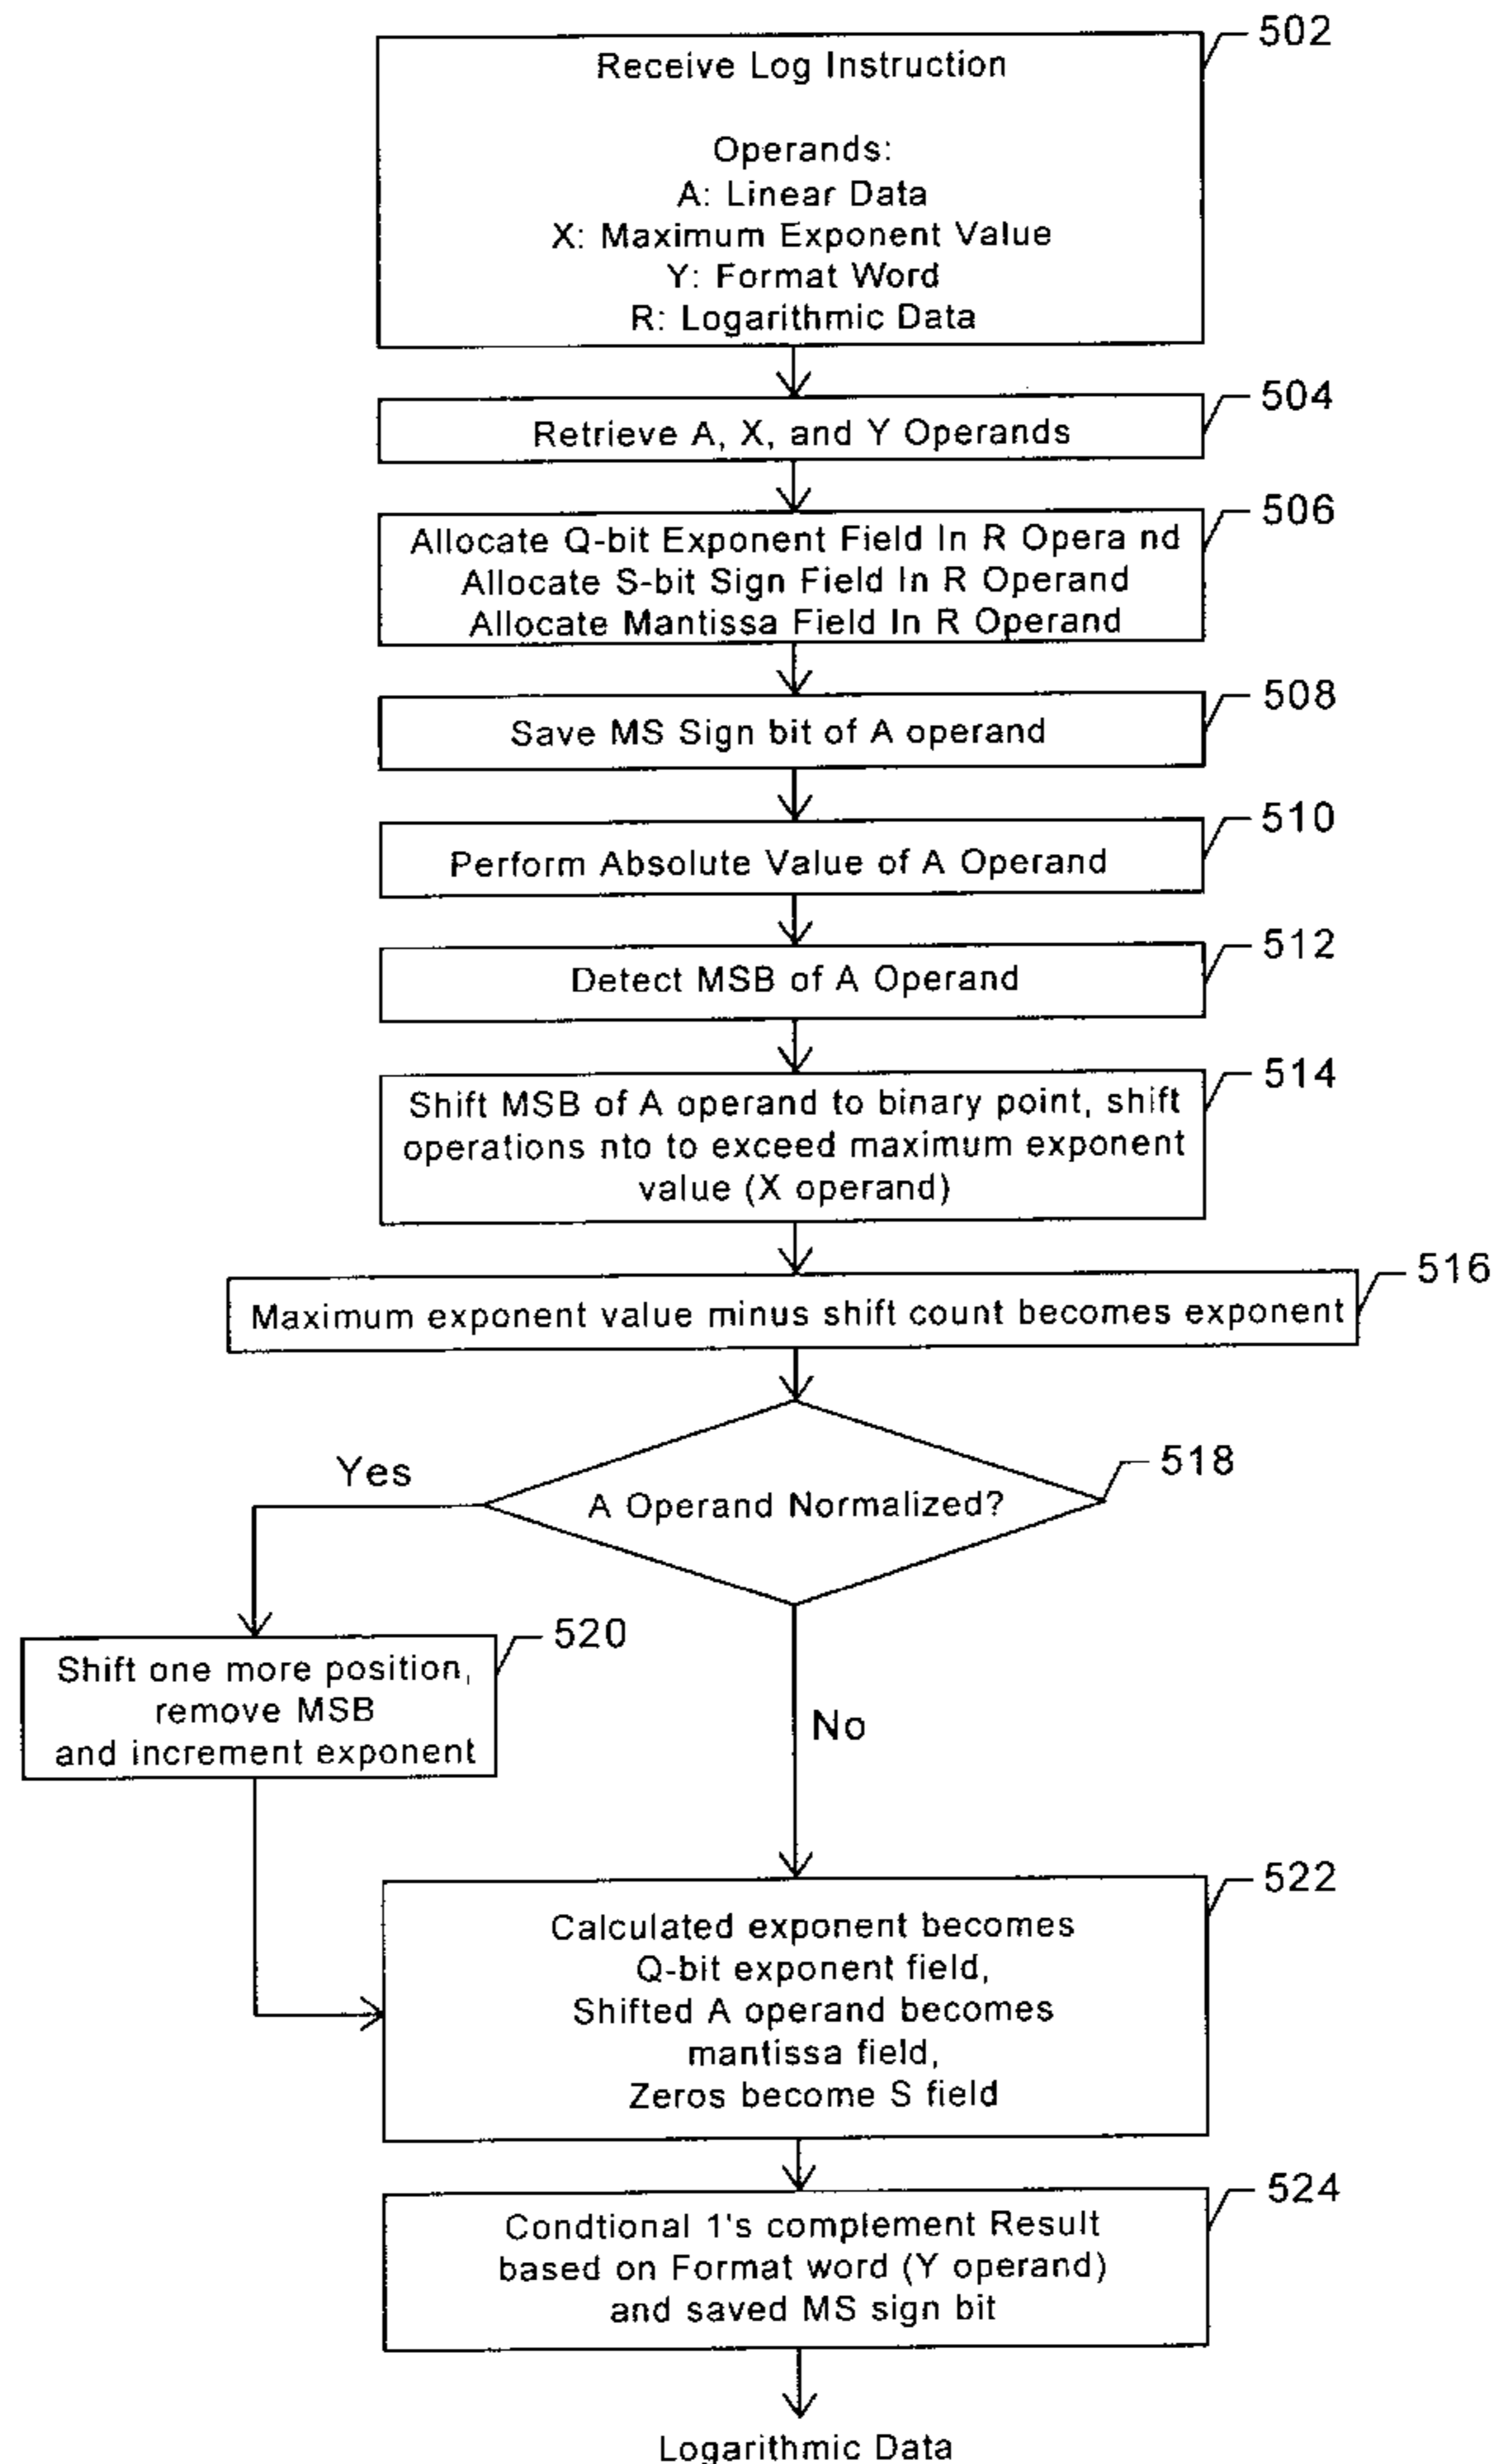 502
Receive Log Instruction
Operands:
A: Linear Data
X: Maximum Exponent Value
Y: Format Word
R: Logarithmic Data
504
Retrieve A, X, and Y Operands
506
Allocate Q-bit Exponent Field In R Opera nd
Allocate S-bit Sign Field In R Operand
Allocate Mantissa Field In R Operand
508
Save MS Sign bit of A operand
510
Perform Absolute Value of A Operand
512
Detect MSB of A Operand
514
Shift MSB of A operand to binary point, shift
operations nto to exceed maximum exponent
value (X operand)
516
Maximum exponent value minus shift count becomes exponent
518
Yes
A Operand Normalized?
520
Shift one more position,
remove MSB
and increment exponent
No
522
Calculated exponent becomes
Q-bit exponent field,
Shifted A operand becomes
mantissa field,
Zeros become S field
524
Condtional 1's complement Result
based on Format word (Y operand)
and saved MS sign bit
Logarithmic Data